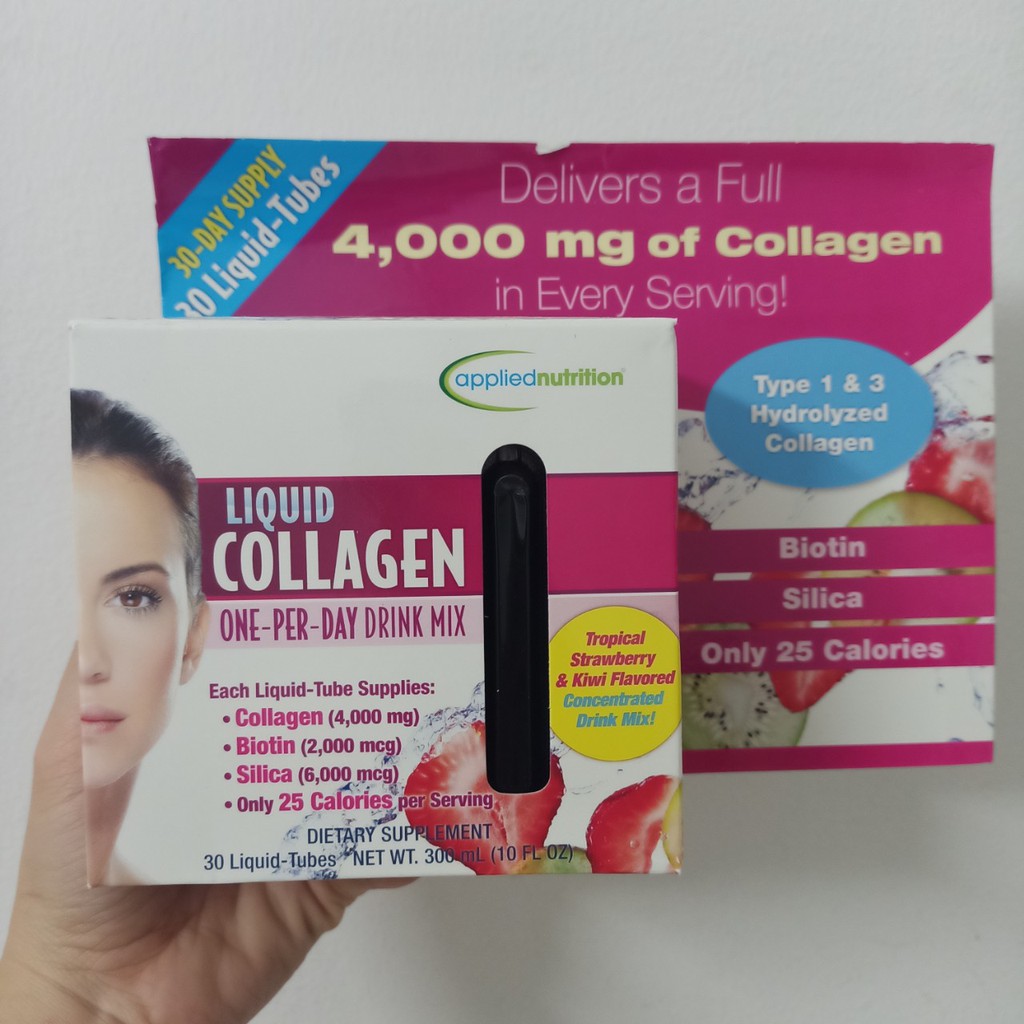 30-DAY SUPPLY
30 Liquid-Tubes
Delivers a Full
4,000 mg of Collagen
in Every Serving!
Type 1 & 3
Hydrolyzed
Collagen
Biotin
Silica
Only 25 Calories
appliednutrition
LIQUID
COLLAGEN
ONE-PER-DAY DRINK MIX
Tropical
Strawberry
& Kiwi Flavored
Concentrated
Drink Mix!
Each Liquid-Tube Supplies:
• Collagen (4,000 mg)
• Biotin (2,000 mcg)
• Silica (6,000 mcg)
• Only 25 Calories per Serving
DIETARY SUPPLEMENT
30 Liquid-Tubes NET WT. 300 mL (10 FL OZ)